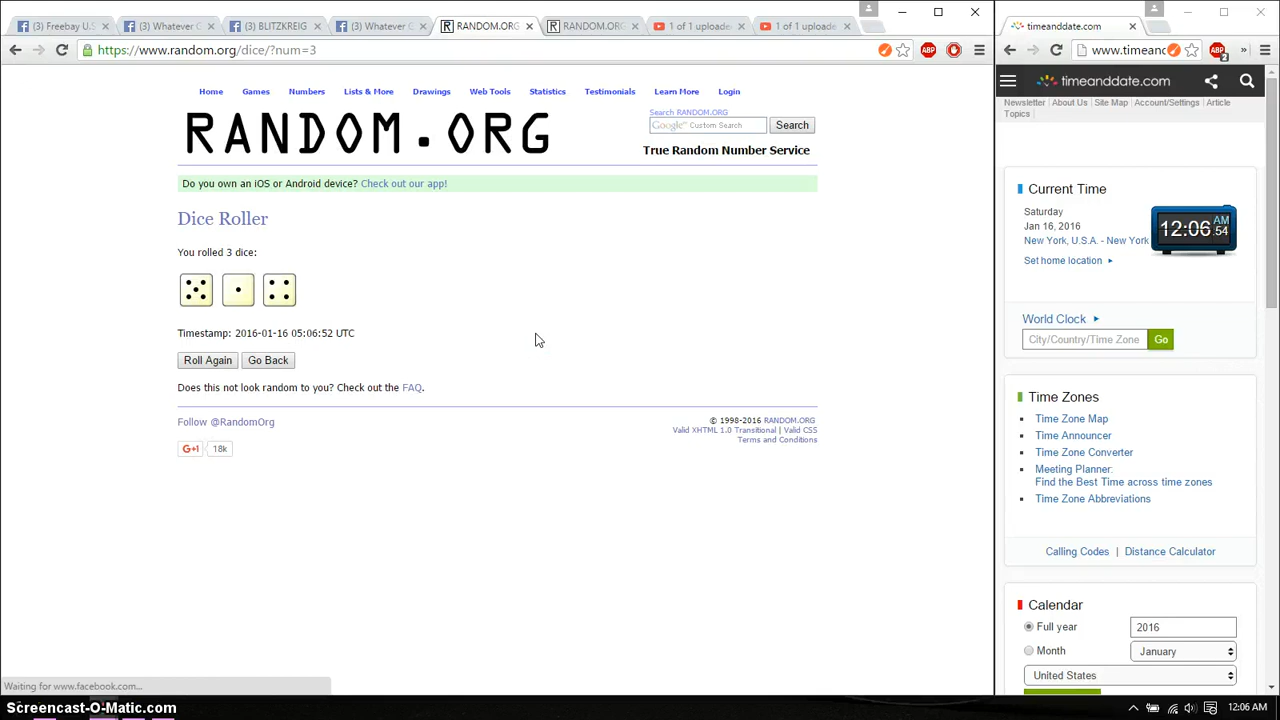 (3) Freebay U.S.
(3) Whatever G
(3) BLITZKREIG
(3) Whatever G
RANDOM.ORG
RANDOM.ORG
1 of 1 uploade
1 of 1 uploade
https://www.random.org/dice/?num=3
ABP
Home Games Numbers Lists & More Drawings Web Tools Statistics Testimonials Learn More Login
RANDOM.ORG
Search RANDOM.ORG
Google™ Custom Search Search
True Random Number Service
Do you own an iOS or Android device? Check out our app!
Dice Roller
You rolled 3 dice:
Timestamp: 2016-01-16 05:06:52 UTC
Roll Again Go Back
Does this not look random to you? Check out the FAQ.
Follow @RandomOrg
© 1998-2016 RANDOM.ORG
Valid XHTML 1.0 Transitional | Valid CSS
Terms and Conditions
G+1 18k
Waiting for www.facebook.com...
timeanddate.com
www.timeand
ABP
2
»
timeanddate.com
Newsletter | About Us | Site Map | Account/Settings | Article
Topics |
Current Time
Saturday
Jan 16, 2016
New York, U.S.A. - New York
12:06 AM 54
Set home location
World Clock
City/Country/Time Zone Go
Time Zones
Time Zone Map
Time Announcer
Time Zone Converter
Meeting Planner:
Find the Best Time across time zones
Time Zone Abbreviations
Calling Codes | Distance Calculator
Calendar
Full year 2016
Month January
United States
Screencast-O-Matic.com
12:06 AM